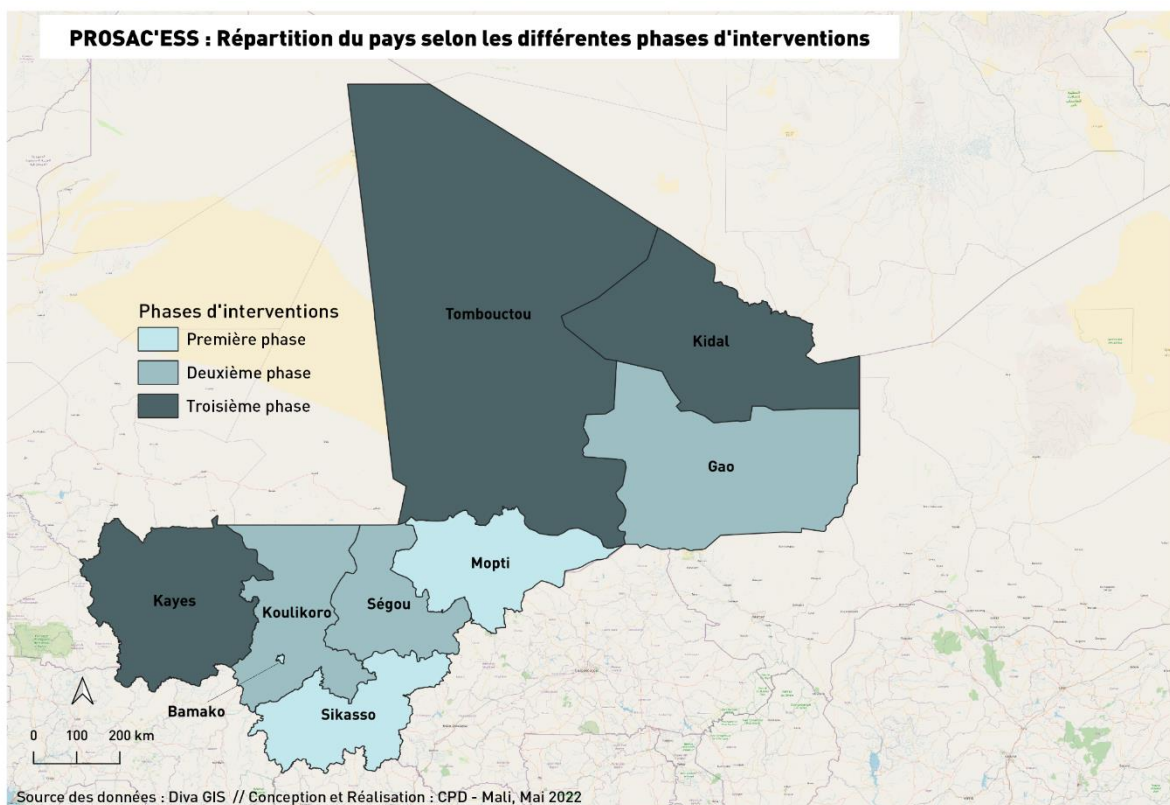 PROSAC'ESS : Répartition du pays selon les différentes phases d'interventions
Phases d'interventions
Première phase
Deuxième phase
Troisième phase
Tombouctou
Kidal
Gao
Mopti
Kayes
Koulikoro
Ségou
Bamako
Sikasso
0 100 200 km
Source des données : Diva GIS // Conception et Réalisation : CPD - Mali, Mai 2022